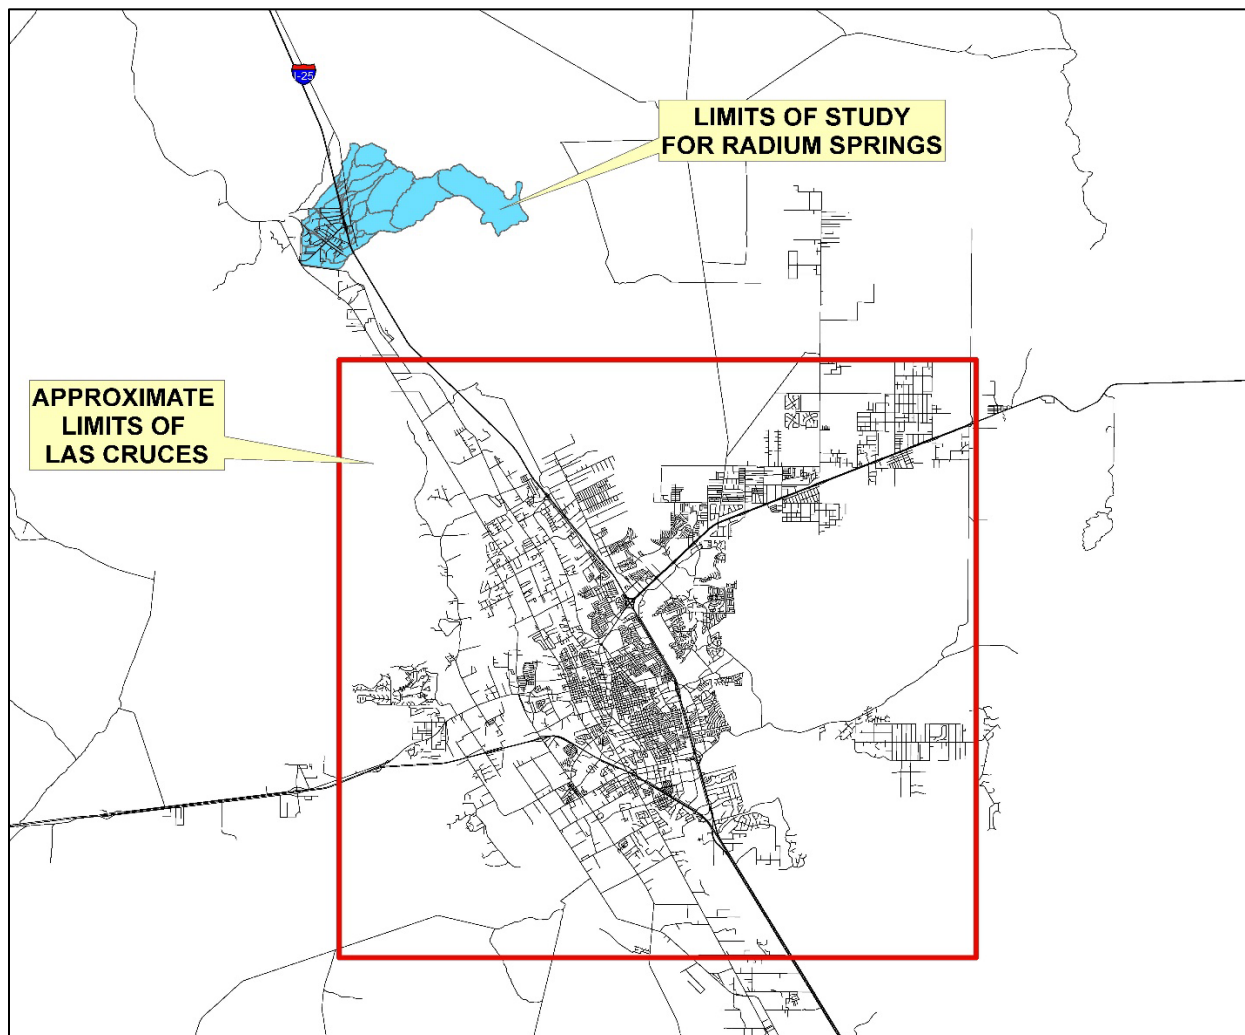 I-25
LIMITS OF STUDY
FOR RADIUM SPRINGS
APPROXIMATE
LIMITS OF
LAS CRUCES